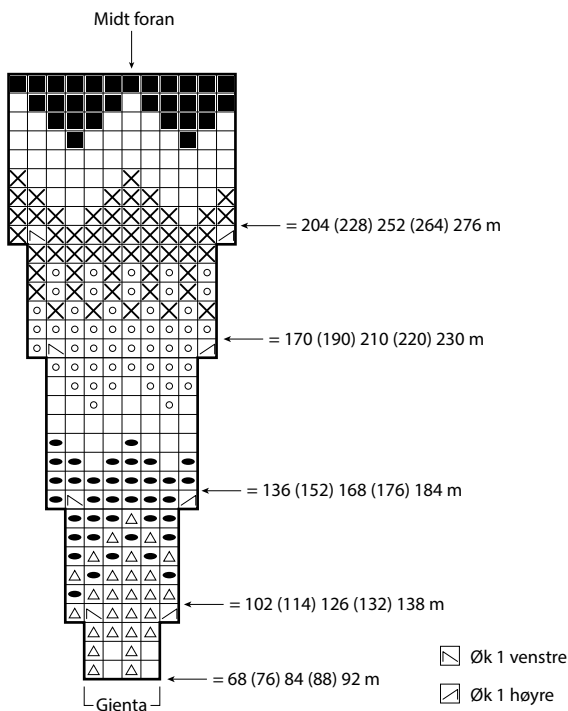 Midt foran
= 204 (228) 252 (264) 276 m
= 170 (190) 210 (220) 230 m
= 136 (152) 168 (176) 184 m
= 102 (114) 126 (132) 138 m
= 68 (76) 84 (88) 92 m
Øk 1 venstre
Øk 1 høyre
Gjenta